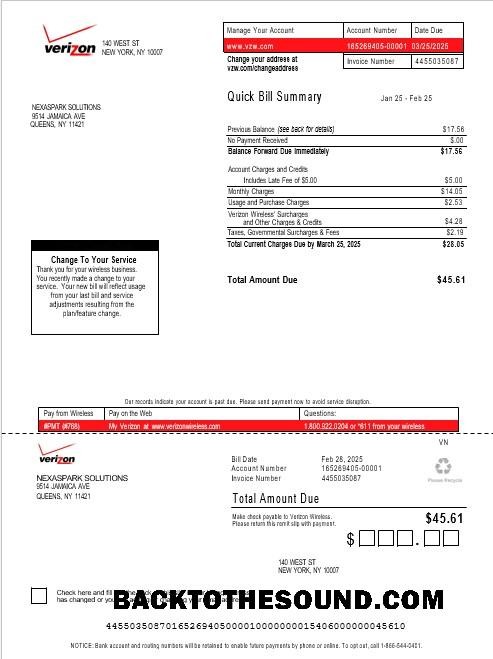 verizon
140 WEST ST
NEW YORK, NY 10007
Manage Your Account Account Number Date Due
www.vzw.com 165269405-00001 03/25/2025
Change your address at
vzw.com/changeaddress
Invoice Number 4455035087
Quick Bill Summary Jan 25 - Feb 25
NEXASPARK SOLUTIONS
9514 JAMAICA AVE
QUEENS, NY 11421
Previous Balance (see back for details) $17.56
No Payment Received $.00
Balance Forward Due Immediately $17.56
Account Charges and Credits
Includes Late Fee of $5.00 $5.00
Monthly Charges $14.05
Usage and Purchase Charges $2.53
Verizon Wireless' Surcharges
and Other Charges & Credits $4.28
Taxes, Governmental Surcharges & Fees $2.19
Total Current Charges Due by March 25, 2025 $28.05
Total Amount Due $45.61
Change To Your Service
Thank you for your wireless business.
You recently made a change to your
service. Your new bill will reflect usage
from your last bill and service
adjustments resulting from the
plan/feature change.
Our records indicate your account is past due. Please send payment now to avoid service disruption.
Pay from Wireless Pay on the Web Questions:
#PMT (#768) My Verizon at www.verizonwireless.com 1.800.922.0204 or *611 from your wireless
VN
verizon
NEXASPARK SOLUTIONS
9514 JAMAICA AVE
QUEENS, NY 11421
Bill Date Feb 28, 2025
Account Number 165269405-00001
Invoice Number 4455035087
Please Recycle
Total Amount Due
Make check payable to Verizon Wireless.
Please return this remit slip with payment.
$45.61
$ .
140 WEST ST
NEW YORK, NY 10007
Check here and fill
has changed or you
BACKTOTHESOUND.COM
NOTICE: Bank account and routing numbers will be retained to enable future payments by phone or online. To opt out, call 1-866-544-0401.